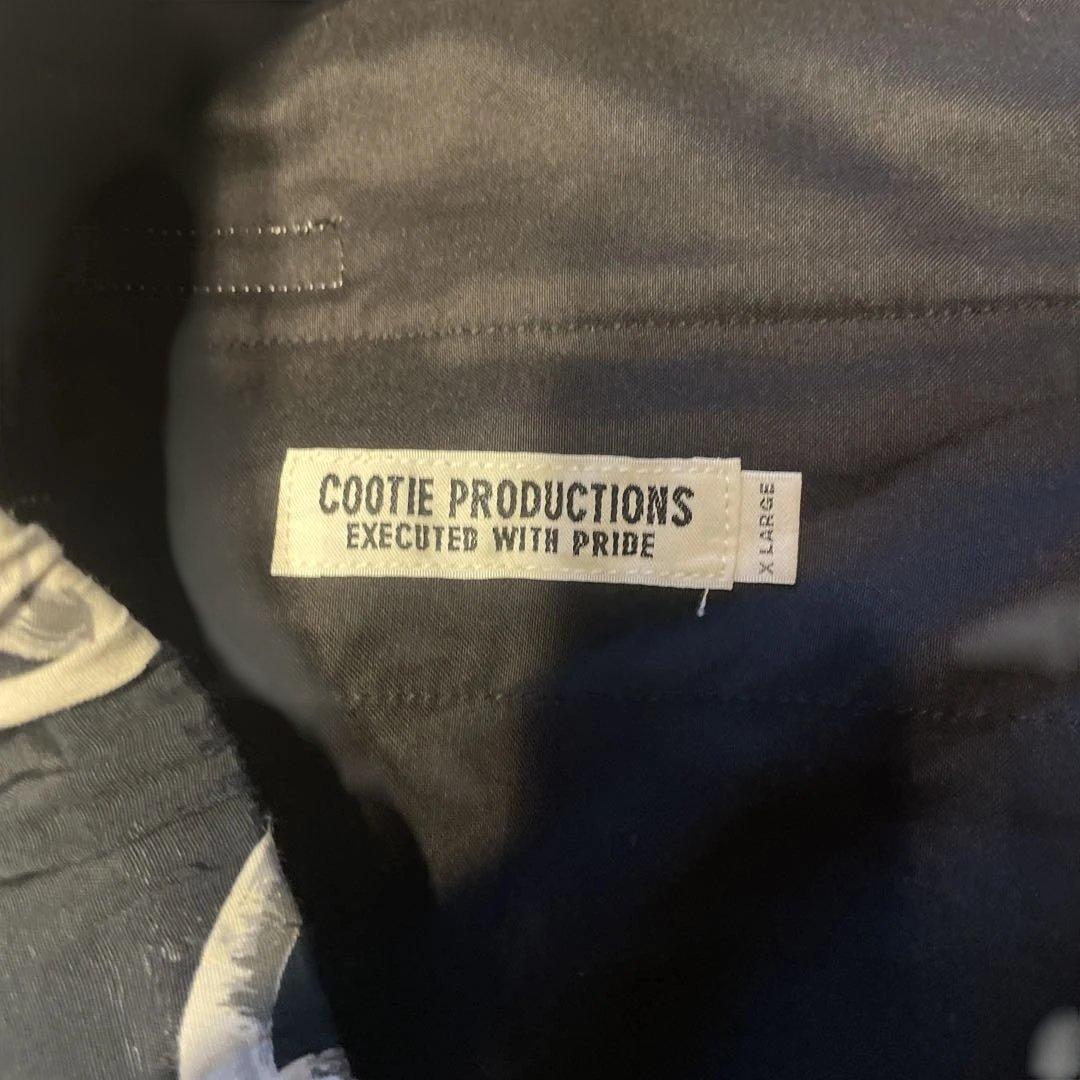 COOTIE PRODUCTIONS
EXECUTED WITH PRIDE
X LARGE